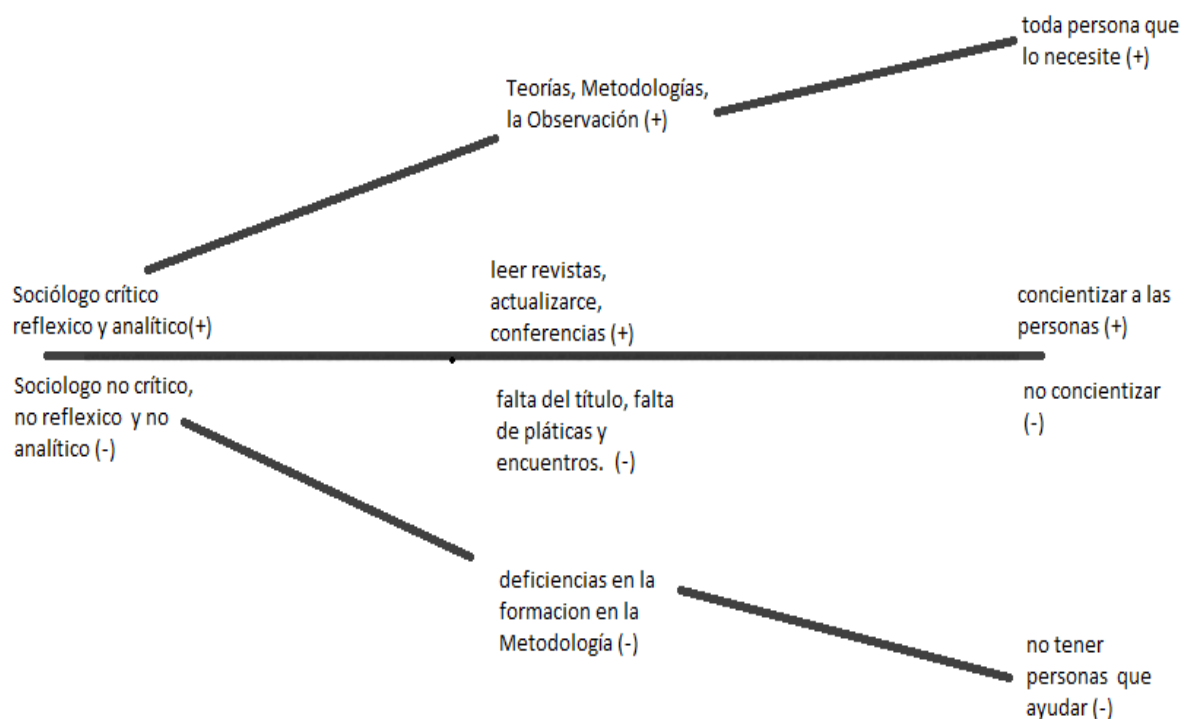 toda persona que
lo necesite (+)
Teorías, Metodologías,
la Observación (+)
leer revistas,
actualizarce,
conferencias (+)
Sociólogo crítico
reflexico y analítico(+)
concientizar a las
personas (+)
Sociologo no crítico,
no reflexico y no
analítico (-)
falta del título, falta
de pláticas y
encuentros. (-)
no concientizar
(-)
deficiencias en la
formacion en la
Metodología (-)
no tener
personas que
ayudar (-)